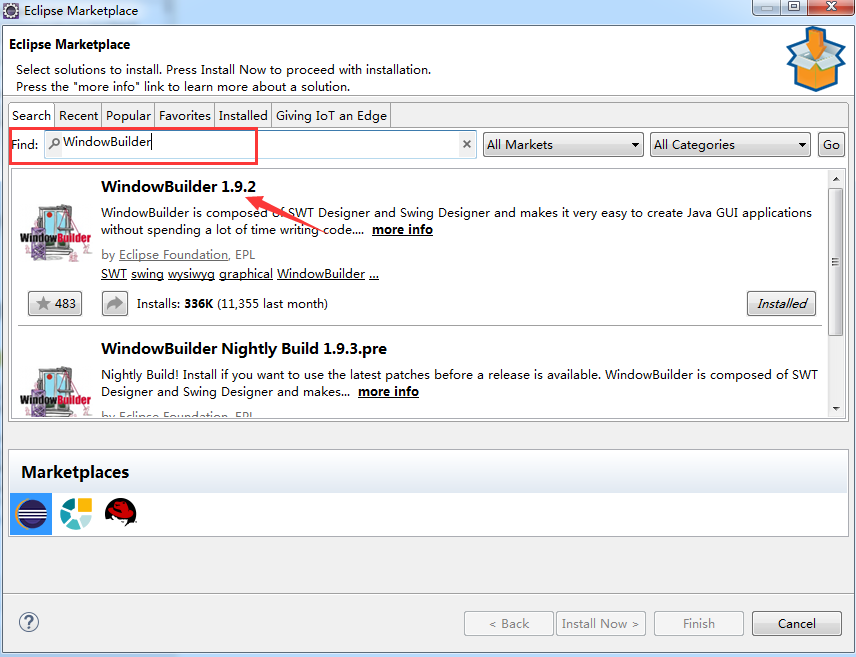 Eclipse Marketplace
Eclipse Marketplace
Select solutions to install. Press Install Now to proceed with installation.
Press the "more info" link to learn more about a solution.
Search Recent Popular Favorites Installed Giving IoT an Edge
Find: WindowBuilder All Markets All Categories Go
WindowBuilder 1.9.2
WindowBuilder is composed of SWT Designer and Swing Designer and makes it very easy to create Java GUI applications
without spending a lot of time writing code.... more info
WindowBuilder
by Eclipse Foundation, EPL
SWT swing wysiwyg graphical WindowBuilder ...
483 Installs: 336K (11,355 last month) Installed
WindowBuilder Nightly Build 1.9.3.pre
Nightly Build! Install if you want to use the latest patches before a release is available. WindowBuilder is composed of SWT
Designer and Swing Designer and makes... more info
WindowBuilder
by Eclipse Foundation, EPL
Marketplaces
? < Back Install Now > Finish Cancel